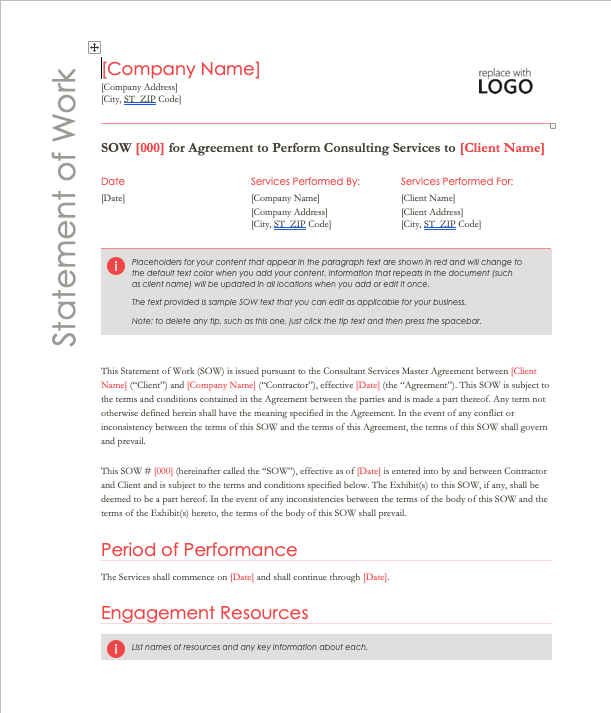 Statement of Work
[Company Name]
[Company Address]
[City, ST ZIP Code]
replace with
LOGO
SOW [000] for Agreement to Perform Consulting Services to [Client Name]
Date
[Date]
Services Performed By:
[Company Name]
[Company Address]
[City, ST ZIP Code]
Services Performed For:
[Client Name]
[Client Address]
[City, ST ZIP Code]
Placeholders for your content that appear in the paragraph text are shown in red and will change to
the default text color when you add your content. Information that repeats in the document (such
as client name) will be updated in all locations when you add or edit it once.
The text provided is sample SOW text that you can edit as applicable for your business.
Note: to delete any tip, such as this one, just click the tip text and then press the spacebar.
This Statement of Work (SOW) is issued pursuant to the Consultant Services Master Agreement between [Client
Name] (“Client”) and [Company Name] (“Contractor”), effective [Date] (the “Agreement”). This SOW is subject to
the terms and conditions contained in the Agreement between the parties and is made a part thereof. Any term not
otherwise defined herein shall have the meaning specified in the Agreement. In the event of any conflict or
inconsistency between the terms of this SOW and the terms of this Agreement, the terms of this SOW shall govern
and prevail.
This SOW # [000] (hereinafter called the “SOW”), effective as of [Date] is entered into by and between Contractor
and Client and is subject to the terms and conditions specified below. The Exhibit(s) to this SOW, if any, shall be
deemed to be a part hereof. In the event of any inconsistencies between the terms of the body of this SOW and the
terms of the Exhibit(s) hereto, the terms of the body of this SOW shall prevail.
Period of Performance
The Services shall commence on [Date] and shall continue through [Date].
Engagement Resources
List names of resources and any key information about each.